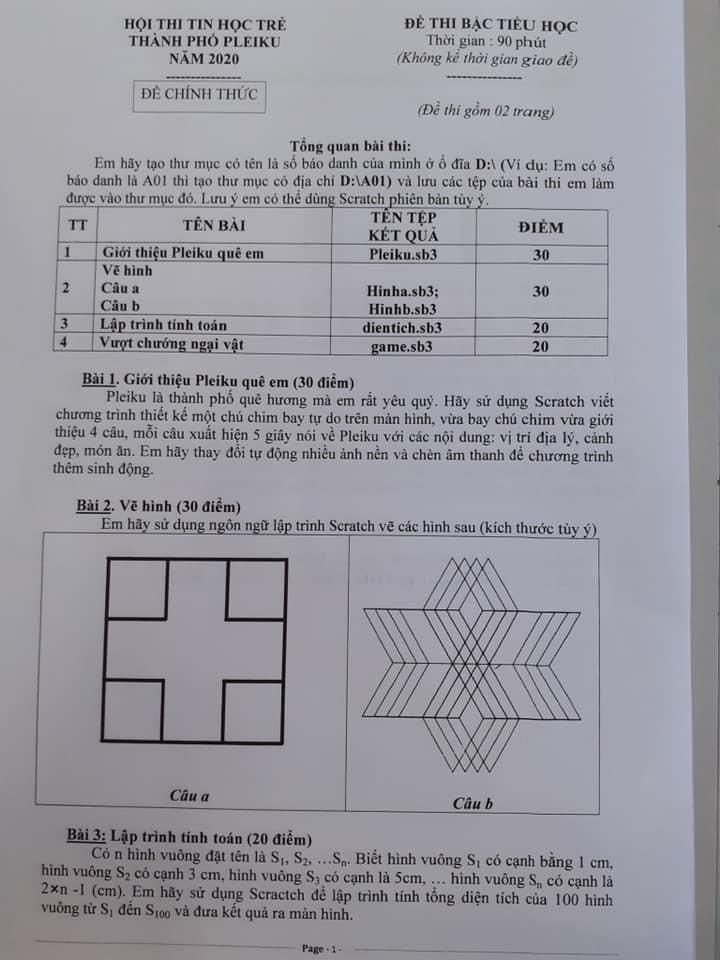 HỘI THI TIN HỌC TRẺ
THÀNH PHỐ PLEIKU
NĂM 2020
ĐỀ CHÍNH THỨC
ĐỀ THI BẬC TIỂU HỌC
Thời gian : 90 phút
(Không kể thời gian giao đề)
(Đề thi gồm 02 trang)
Tổng quan bài thi:
Em hãy tạo thư mục có tên là số báo danh của mình ở ổ đĩa D:\ (Ví dụ: Em có số
báo danh là A01 thì tạo thư mục có địa chỉ D:\A01) và lưu các tệp của bài thi em làm
được vào thư mục đó. Lưu ý em có thể dùng Scratch phiên bản tùy ý.
TT TÊN BÀI TÊN TỆP KẾT QUẢ ĐIỂM
1 Giới thiệu Pleiku quê em Pleiku.sb3 30
Vẽ hình
2 Câu a Hinha.sb3; 30
Câu b Hinhb.sb3
3 Lập trình tính toán dientich.sb3 20
4 Vượt chướng ngại vật game.sb3 20
Bài 1. Giới thiệu Pleiku quê em (30 điểm)
Pleiku là thành phố quê hương mà em rất yêu quý. Hãy sử dụng Scratch viết
chương trình thiết kế một chú chim bay tự do trên màn hình, vừa bay chú chim vừa giới
thiệu 4 câu, mỗi câu xuất hiện 5 giây nói về Pleiku với các nội dung: vị trí địa lý, cảnh
đẹp, món ăn. Em hãy thay đổi tự động nhiều ảnh nền và chèn âm thanh để chương trình
thêm sinh động.
Bài 2. Vẽ hình (30 điểm)
Em hãy sử dụng ngôn ngữ lập trình Scratch vẽ các hình sau (kích thước tùy ý)
Câu a
Câu b
Bài 3: Lập trình tính toán (20 điểm)
Có n hình vuông đặt tên là S₁, S₂, …Sₙ. Biết hình vuông S₁ có cạnh bằng 1 cm,
hình vuông S₂ có cạnh 3 cm, hình vuông S₃ có cạnh là 5cm, … hình vuông Sₙ có cạnh là
2×n -1 (cm). Em hãy sử dụng Scractch để lập trình tính tổng diện tích của 100 hình
vuông từ S₁ đến S₁₀₀ và đưa kết quả ra màn hình.
Page - 1 -